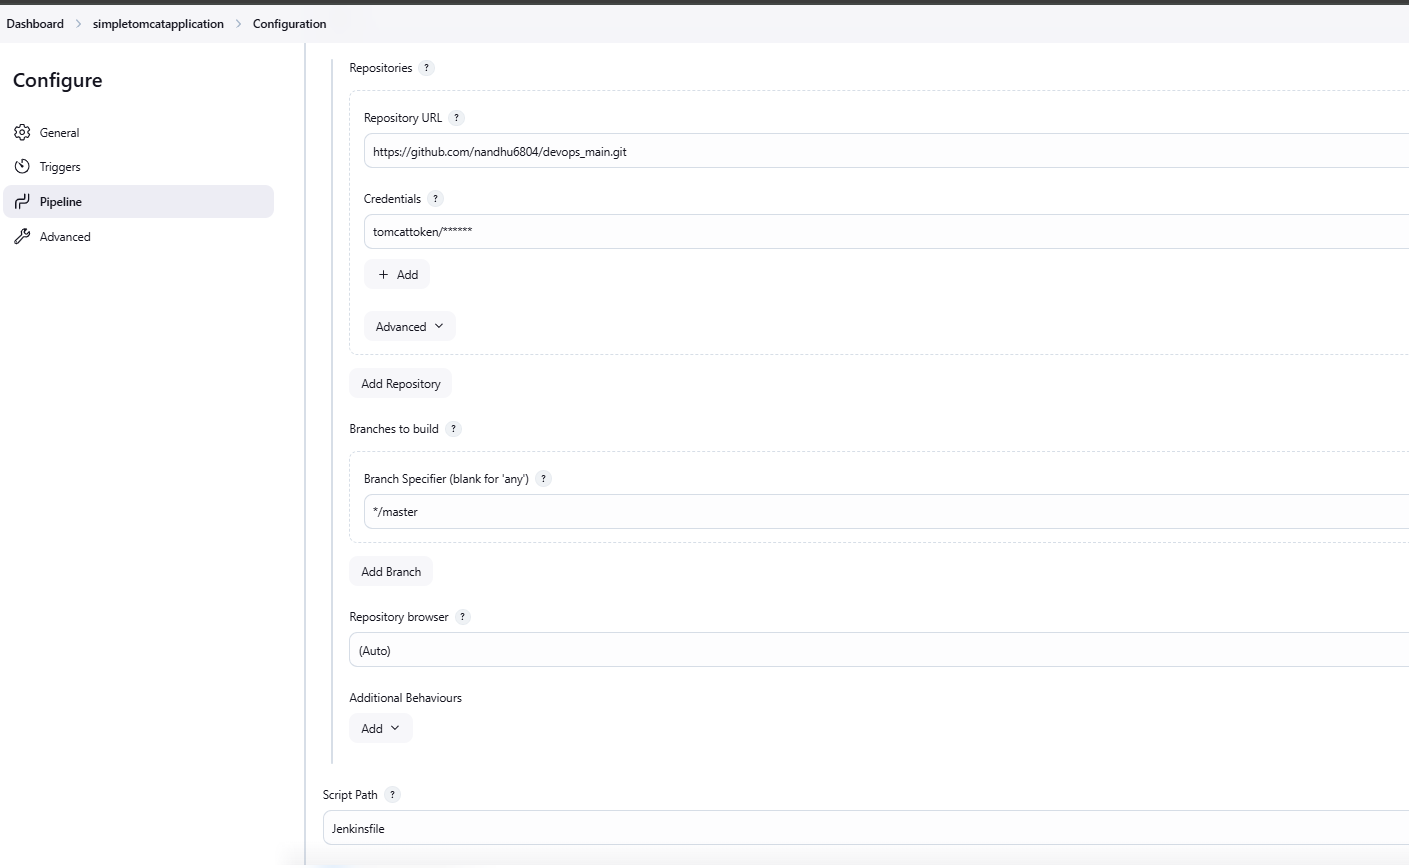 Dashboard > simpletomcatapplication > Configuration
Configure
General
Triggers
Pipeline
Advanced
Repositories ?
Repository URL ?
https://github.com/nandhu6804/devops_main.git
Credentials ?
tomcattoken/******
+ Add
Advanced
Add Repository
Branches to build ?
Branch Specifier (blank for 'any') ?
*/master
Add Branch
Repository browser ?
(Auto)
Additional Behaviours
Add
Script Path ?
Jenkinsfile